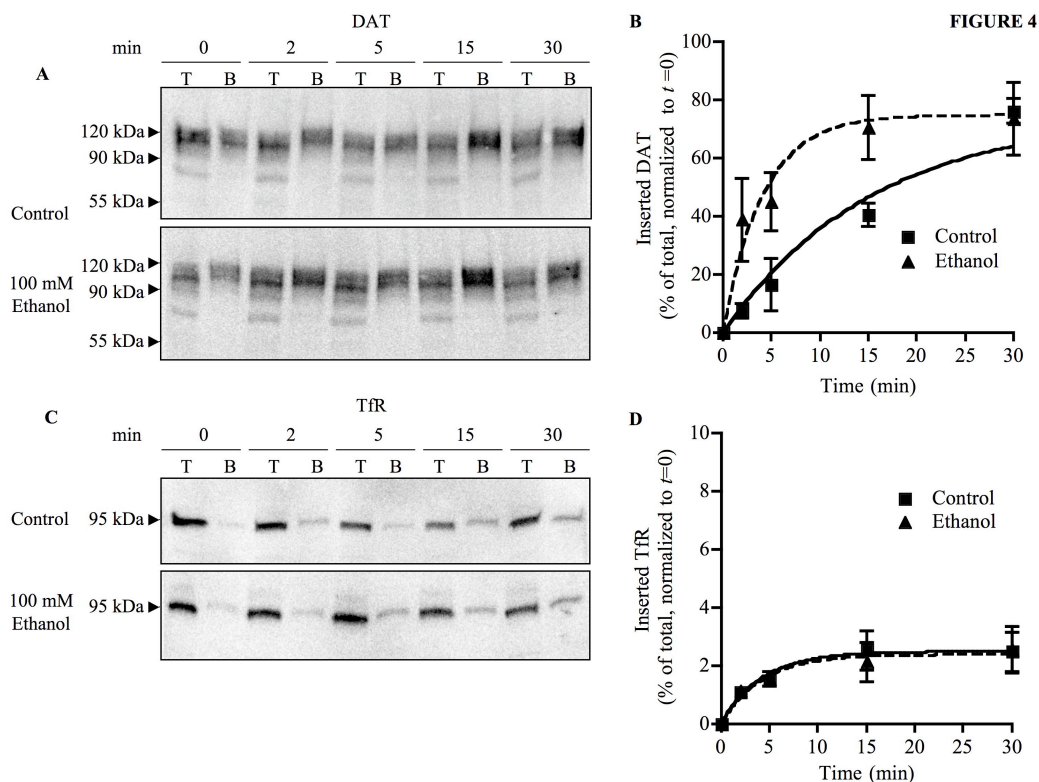 FIGURE 4
A
DAT
min 0 2 5 15 30
T B T B T B T B T B
Control
120 kDa
90 kDa
55 kDa
100 mM
Ethanol
120 kDa
90 kDa
55 kDa
B
Inserted DAT
(% of total, normalized to t =0)
100
80
60
40
20
0
0 5 10 15 20 25 30
Time (min)
Control
Ethanol
C
TfR
min 0 2 5 15 30
T B T B T B T B T B
Control 95 kDa
100 mM
Ethanol
95 kDa
D
Inserted TfR
(% of total, normalized to t=0)
10
8
6
4
2
0
0 5 10 15 20 25 30
Time (min)
Control
Ethanol